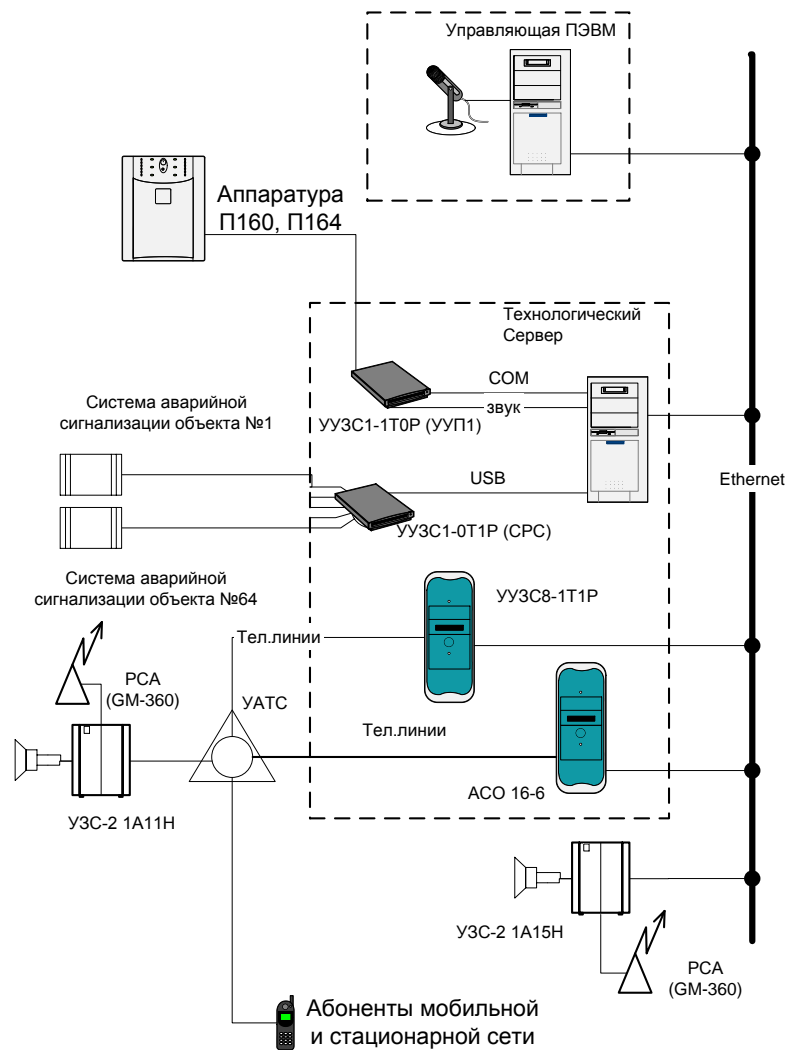 Управляющая ПЭВМ
Аппаратура
П160, П164
Технологический
Сервер
COM
звук
УУЗС1-1Т0Р (УУП1)
Система аварийной
сигнализации объекта №1
USB
Ethernet
УУЗС1-0Т1Р (СРС)
Система аварийной
сигнализации объекта №64
УУЗС8-1Т1Р
Тел.линии
РСА
(GM-360)
УАТС
Тел.линии
АСО 16-6
УЗС-2 1А11Н
УЗС-2 1А15Н
РСА
(GM-360)
Абоненты мобильной
и стационарной сети